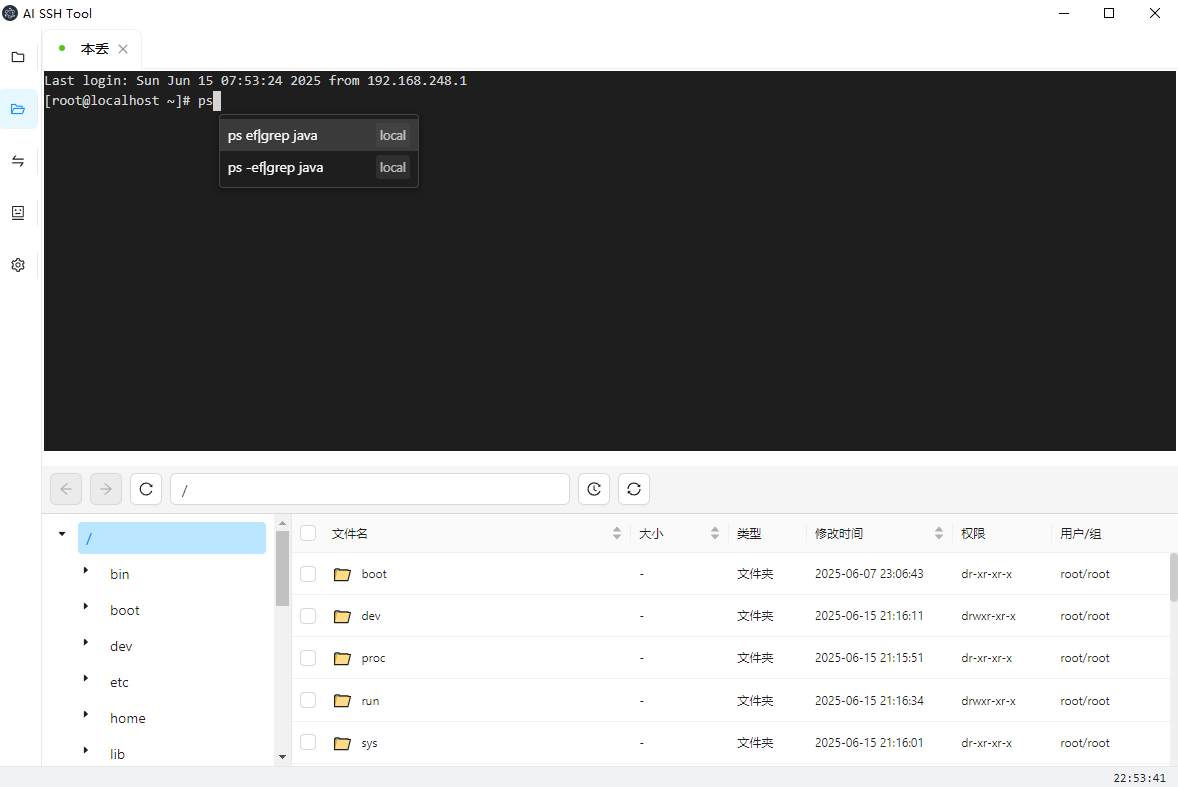 AI SSH Tool
本丢
Last login: Sun Jun 15 07:53:24 2025 from 192.168.248.1
[root@localhost ~]# ps
ps ef|grep java local
ps -ef|grep java local
/
/
bin
boot
dev
etc
home
lib
文件名 大小 类型 修改时间 权限 用户/组
boot - 文件夹 2025-06-07 23:06:43 dr-xr-xr-x root/root
dev - 文件夹 2025-06-15 21:16:11 drwxr-xr-x root/root
proc - 文件夹 2025-06-15 21:15:51 dr-xr-xr-x root/root
run - 文件夹 2025-06-15 21:16:34 drwxr-xr-x root/root
sys - 文件夹 2025-06-15 21:16:01 dr-xr-xr-x root/root
22:53:41